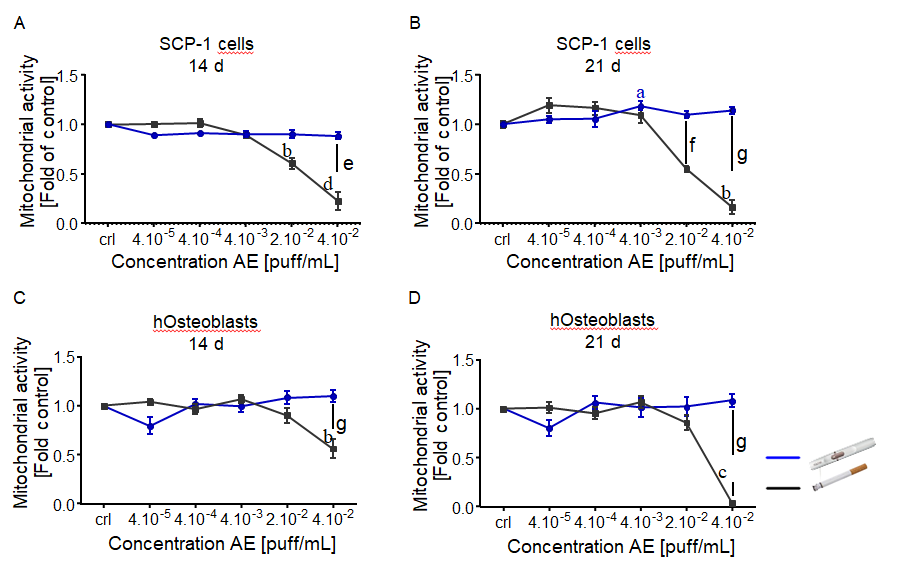 A
SCP-1 cells
14 d
Mitochondrial activity
[Fold of control]
1.5
1.0
0.5
0.0
b
d
e
crl 4.10-5 4.10-4 4.10-3 2.10-2 4.10-2
Concentration AE [puff/mL]
B
SCP-1 cells
21 d
Mitochondrial activity
[Fold of control]
1.5
1.0
0.5
0.0
a
f
g
b
crl 4.10-5 4.10-4 4.10-3 2.10-2 4.10-2
Concentration AE [puff/mL]
C
hOsteoblasts
14 d
Mitochondrial activity
[Fold of control]
1.5
1.0
0.5
0.0
g
b
crl 4.10-5 4.10-4 4.10-3 2.10-2 4.10-2
Concentration AE [puff/mL]
D
hOsteoblasts
21 d
Mitochondrial activity
[Fold control]
1.5
1.0
0.5
0.0
g
c
crl 4.10-5 4.10-4 4.10-3 2.10-2 4.10-2
Concentration AE [puff/mL]